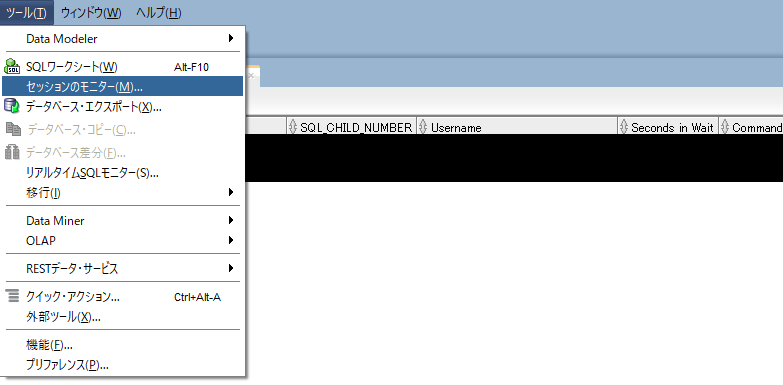 ツール(T) ウィンドウ(W) ヘルプ(H)
Data Modeler
SQLワークシート(W) Alt-F10
セッションのモニター(M)...
データベース・エクスポート(X)...
データベース・コピー(C)...
データベース差分(F)...
リアルタイムSQLモニター(S)...
移行(I)
Data Miner
OLAP
RESTデータ・サービス
クイック・アクション... Ctrl+Alt-A
外部ツール(X)...
機能(F)...
プリファレンス(P)...
SQL_CHILD_NUMBER Username Seconds in Wait Command